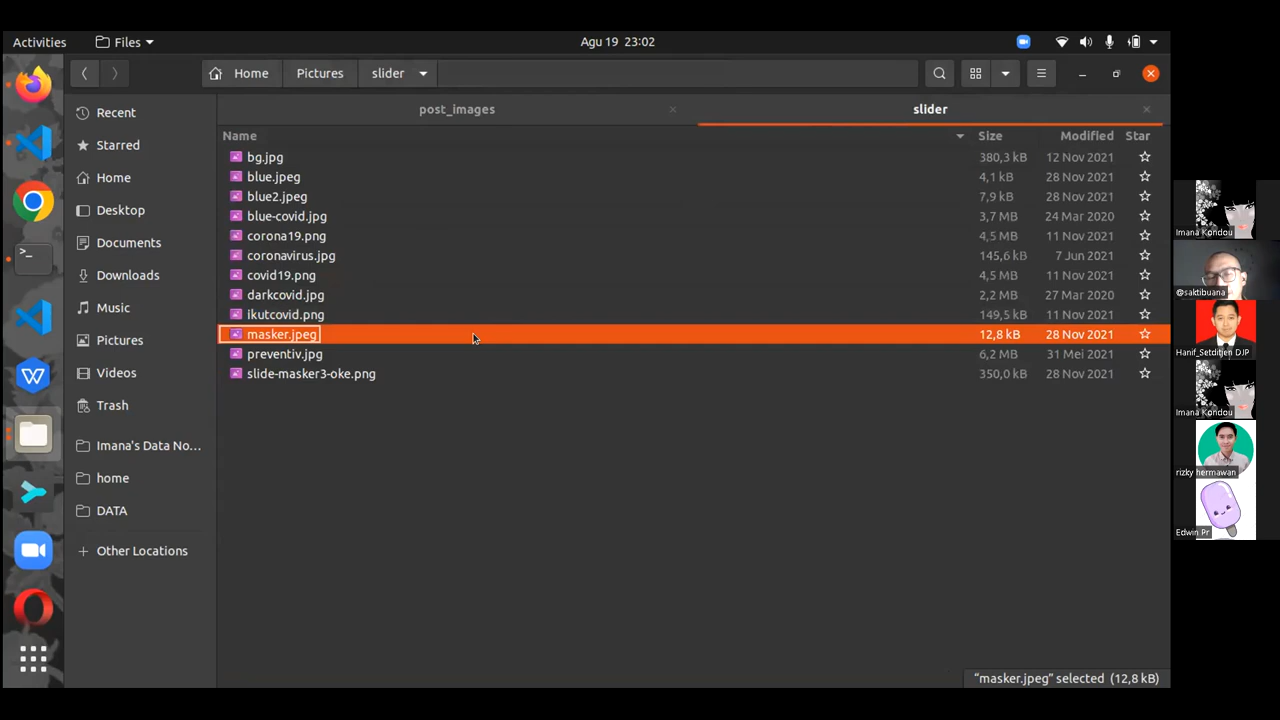 Activities Files Agu 19 23:02
Home Pictures slider
Recent
Starred
Home
Desktop
Documents
Downloads
Music
Pictures
Videos
Trash
Imana's Data No...
home
DATA
Other Locations
post_images slider
Name Size Modified Star
bg.jpg 380,3 kB 12 Nov 2021
blue.jpeg 4,1 kB 28 Nov 2021
blue2.jpeg 7,9 kB 28 Nov 2021
blue-covid.jpg 3,7 MB 24 Mar 2020
corona19.png 4,5 MB 11 Nov 2021
coronavirus.jpg 145,6 kB 7 Jun 2021
covid19.png 4,5 MB 11 Nov 2021
darkcovid.jpg 2,2 MB 27 Mar 2020
ikutcovid.png 149,5 kB 11 Nov 2021
masker.jpeg 12,8 kB 28 Nov 2021
preventiv.jpg 6,2 MB 31 Mei 2021
slide-masker3-oke.png 350,0 kB 28 Nov 2021
"masker.jpeg" selected (12,8 kB)
Imana Kondou
@saktibuana
Hanif_Setditjen DJP
Imana Kondou
rizky hermawan
Edwin Pr